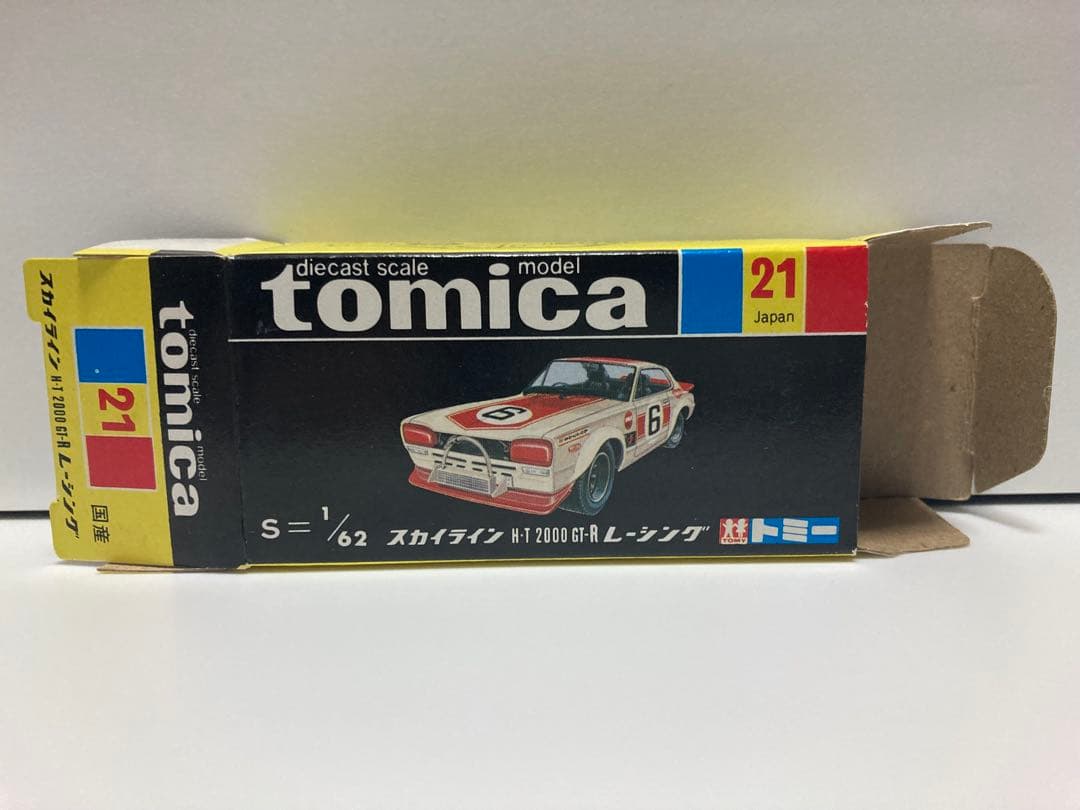 diecast scale model
tomica
21
Japan
6
6
S=1/62 スカイライン H・T 2000 GT-R レーシング
TOMY トミー
diecast scale model
tomica
21
スカイライン H・T 2000 GT-R レーシング
国産